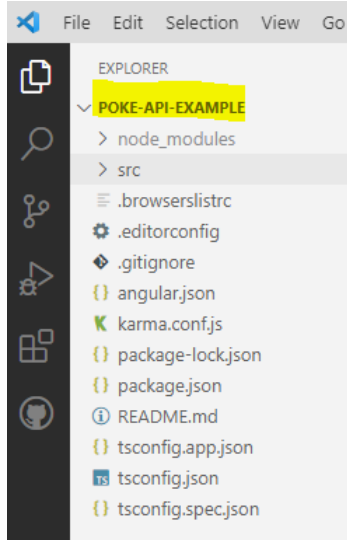 File Edit Selection View Go
EXPLORER
POKE-API-EXAMPLE
node_modules
src
.browserslistrc
.editorconfig
.gitignore
{} angular.json
karma.conf.js
{} package-lock.json
{} package.json
README.md
{} tsconfig.app.json
TS tsconfig.json
{} tsconfig.spec.json